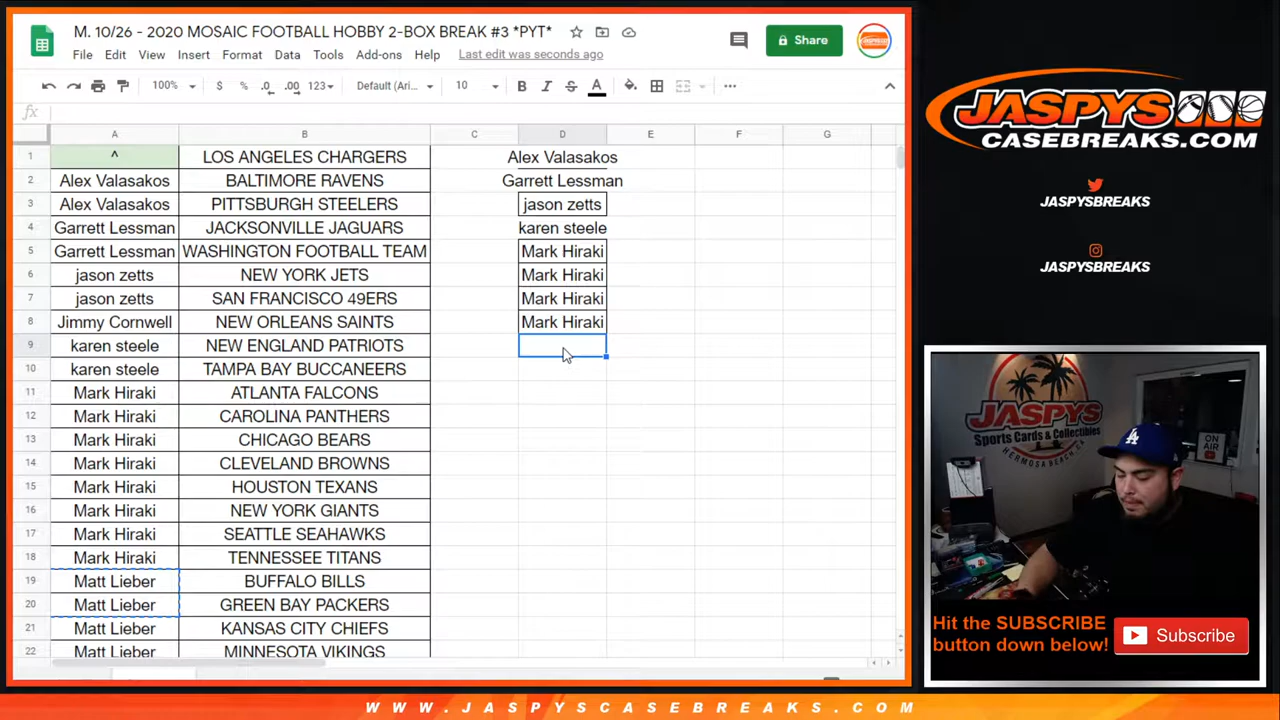 M. 10/26 - 2020 MOSAIC FOOTBALL HOBBY 2-BOX BREAK #3 *PYT*
File Edit View Insert Format Data Tools Add-ons Help Last edit was seconds ago
Share
100% $ % .0 .00 123 Default (Ari... 10 B I S A
fx
A B C D E F G
1 ^ LOS ANGELES CHARGERS Alex Valasakos
2 Alex Valasakos BALTIMORE RAVENS Garrett Lessman
3 Alex Valasakos PITTSBURGH STEELERS jason zetts
4 Garrett Lessman JACKSONVILLE JAGUARS karen steele
5 Garrett Lessman WASHINGTON FOOTBALL TEAM Mark Hiraki
6 jason zetts NEW YORK JETS Mark Hiraki
7 jason zetts SAN FRANCISCO 49ERS Mark Hiraki
8 Jimmy Cornwell NEW ORLEANS SAINTS Mark Hiraki
9 karen steele NEW ENGLAND PATRIOTS
10 karen steele TAMPA BAY BUCCANEERS
11 Mark Hiraki ATLANTA FALCONS
12 Mark Hiraki CAROLINA PANTHERS
13 Mark Hiraki CHICAGO BEARS
14 Mark Hiraki CLEVELAND BROWNS
15 Mark Hiraki HOUSTON TEXANS
16 Mark Hiraki NEW YORK GIANTS
17 Mark Hiraki SEATTLE SEAHAWKS
18 Mark Hiraki TENNESSEE TITANS
19 Matt Lieber BUFFALO BILLS
20 Matt Lieber GREEN BAY PACKERS
21 Matt Lieber KANSAS CITY CHIEFS
22 Matt Lieber MINNESOTA VIKINGS
JASPYS
CASEBREAKS.COM
JASPYSBREAKS
JASPYSBREAKS
JASPYS
Sports Cards & Collectibles
HERMOSA BEACH, CA
ON AIR
LA
Hit the SUBSCRIBE
button down below!
Subscribe
WWW.JASPYSCASEBREAKS.COM